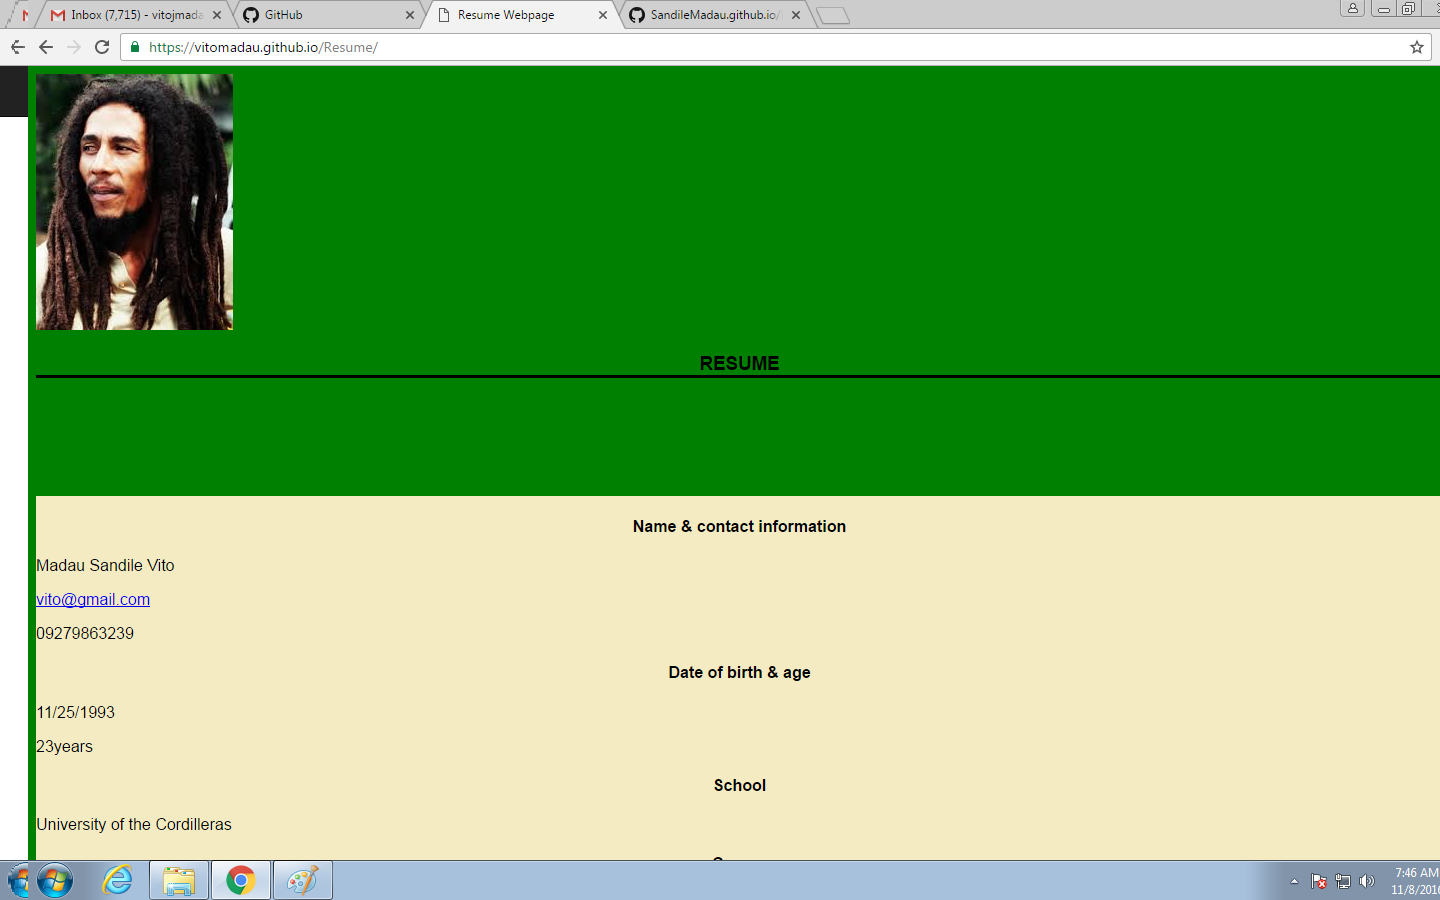 Inbox (7,715) - vitojmada
GitHub
Resume Webpage
SandileMadau.github.io/
https://vitomadau.github.io/Resume/
RESUME
Name & contact information
Madau Sandile Vito
vito@gmail.com
09279863239
Date of birth & age
11/25/1993
23years
School
University of the Cordilleras
7:46 AM
11/8/2016